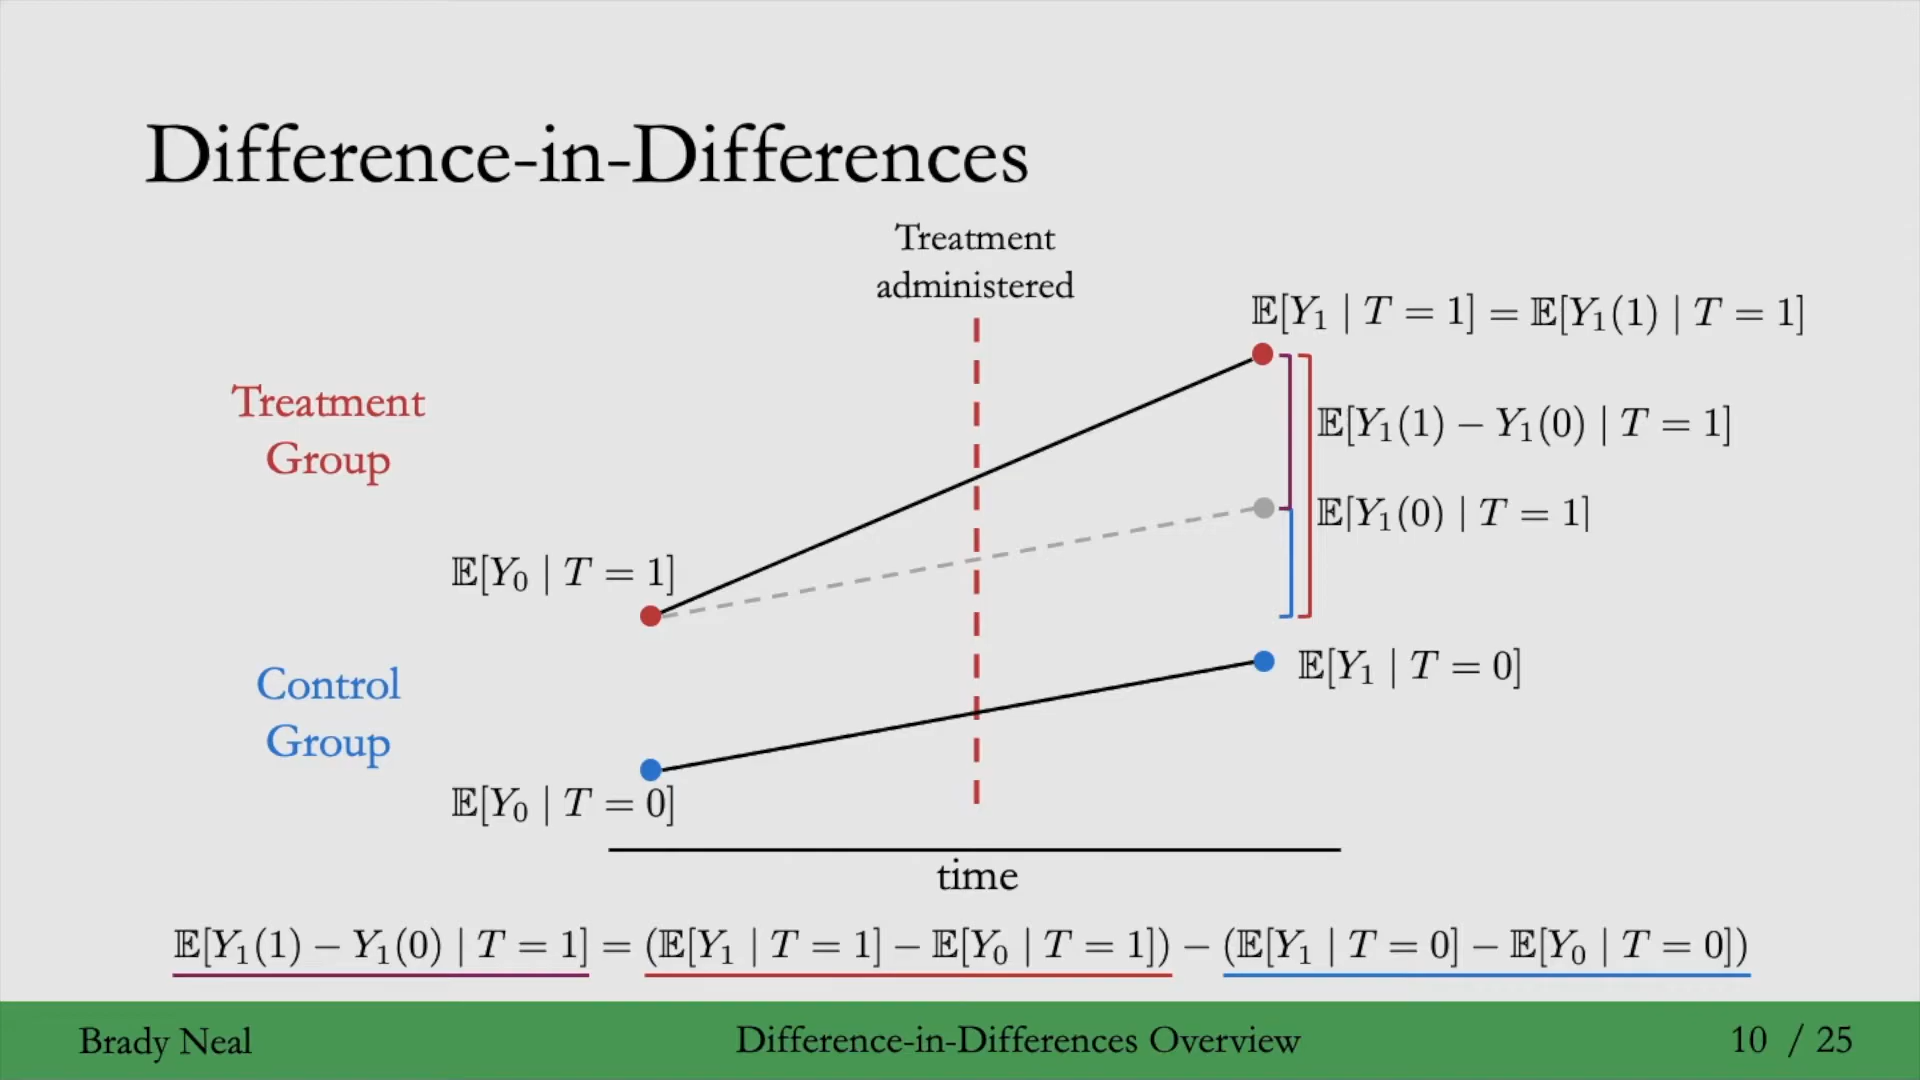 Difference-in-Differences
Treatment
administered
𝔼[Y₁ | T = 1] = 𝔼[Y₁(1) | T = 1]
Treatment
Group
𝔼[Y₁(1) − Y₁(0) | T = 1]
𝔼[Y₁(0) | T = 1]
𝔼[Y₀ | T = 1]
Control
Group
𝔼[Y₁ | T = 0]
𝔼[Y₀ | T = 0]
time
𝔼[Y₁(1) − Y₁(0) | T = 1] = (𝔼[Y₁ | T = 1] − 𝔼[Y₀ | T = 1]) − (𝔼[Y₁ | T = 0] − 𝔼[Y₀ | T = 0])
Brady Neal
Difference-in-Differences Overview
10 / 25